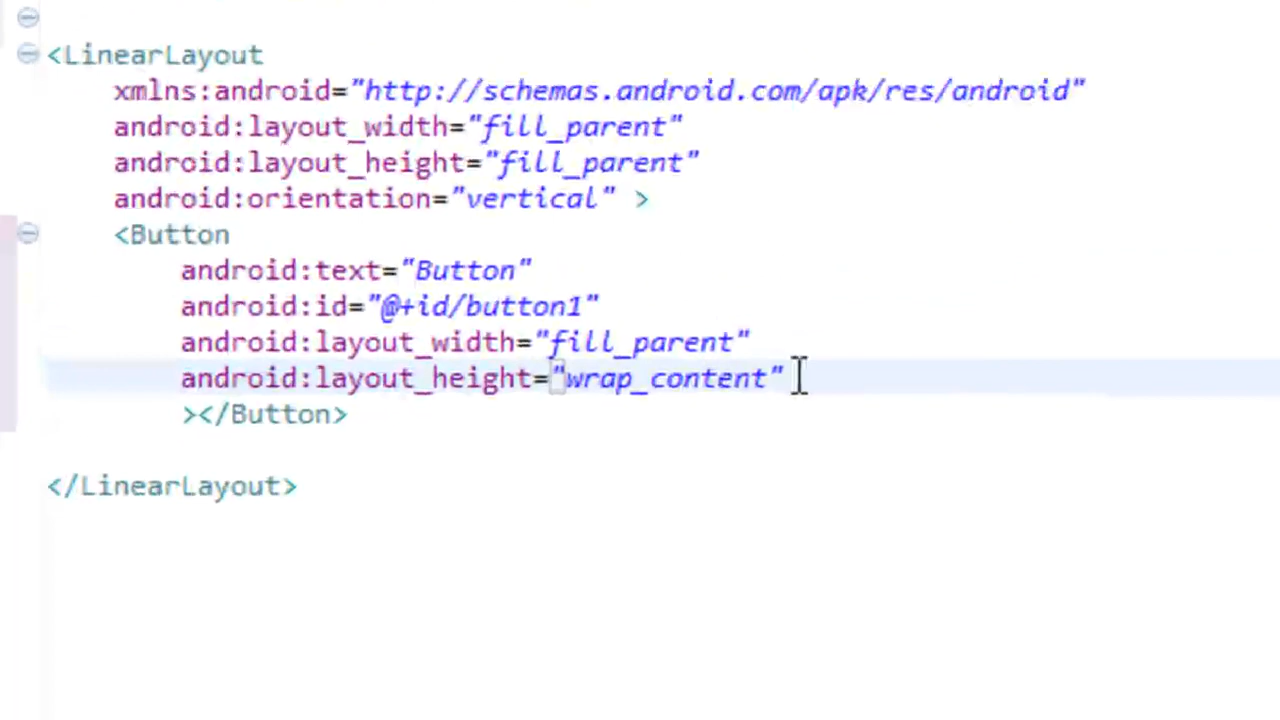 <LinearLayout
xmlns:android="http://schemas.android.com/apk/res/android"
android:layout_width="fill_parent"
android:layout_height="fill_parent"
android:orientation="vertical" >
<Button
android:text="Button"
android:id="@+id/button1"
android:layout_width="fill_parent"
android:layout_height="wrap_content"
></Button>
</LinearLayout>